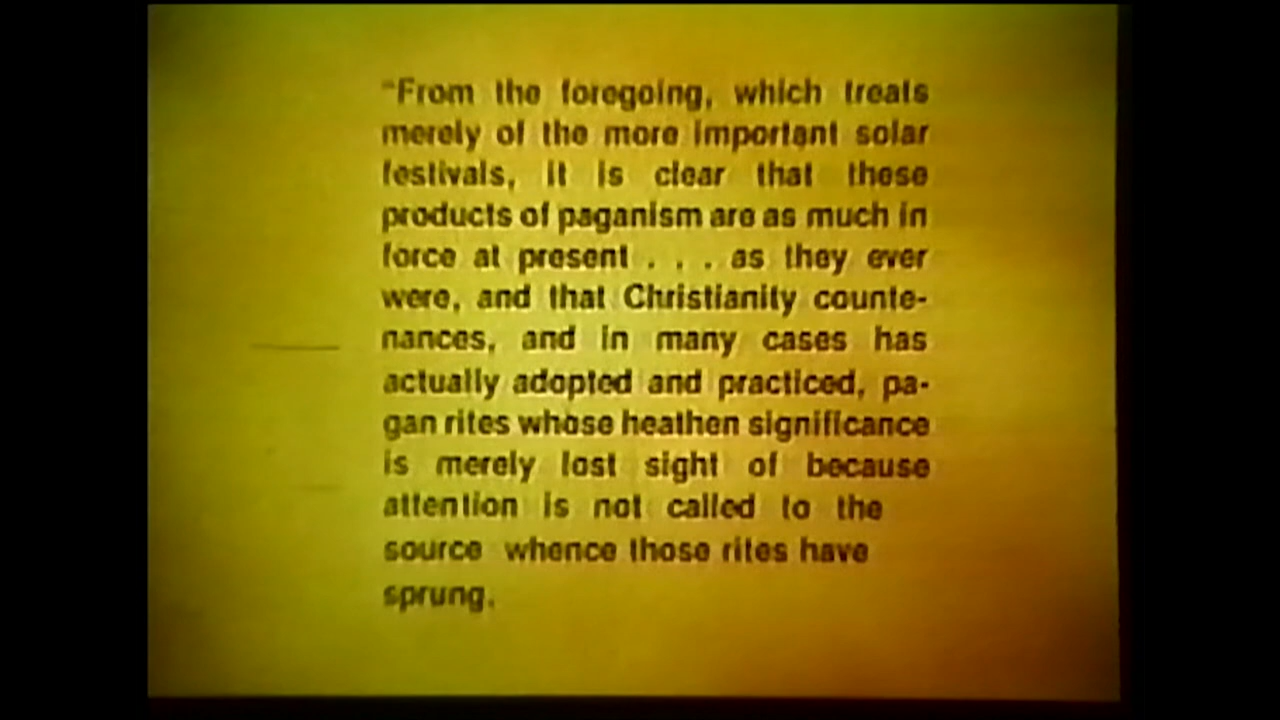 "From the foregoing, which treats
merely of the more important solar
festivals, it is clear that these
products of paganism are as much in
force at present . . . as they ever
were, and that Christianity counte-
nances, and in many cases has
actually adopted and practiced, pa-
gan rites whose heathen significance
is merely lost sight of because
attention is not called to the
source whence those rites have
sprung.